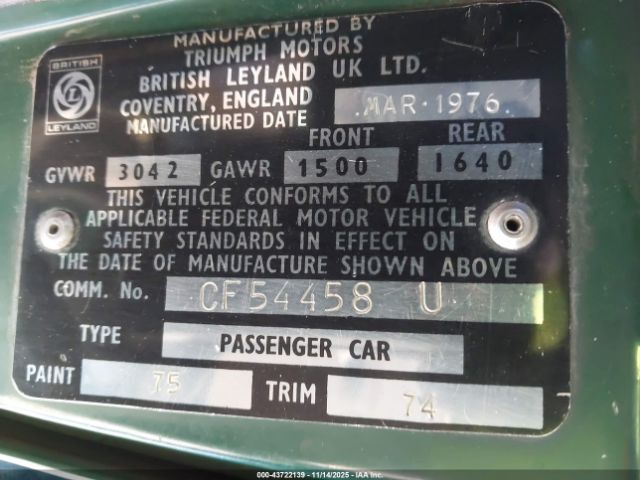 MANUFACTURED BY
TRIUMPH MOTORS
BRITISH LEYLAND UK LTD.
COVENTRY, ENGLAND
MANUFACTURED DATE MAR·1976
BRITISH
LEYLAND
FRONT REAR
GVWR 3042 GAWR 1500 1640
THIS VEHICLE CONFORMS TO ALL
APPLICABLE FEDERAL MOTOR VEHICLE
SAFETY STANDARDS IN EFFECT ON
THE DATE OF MANUFACTURE SHOWN ABOVE
COMM. No. CF54458 U
TYPE PASSENGER CAR
PAINT 75 TRIM 74
000-43722139 - 11/14/2025 - IAAI.COM